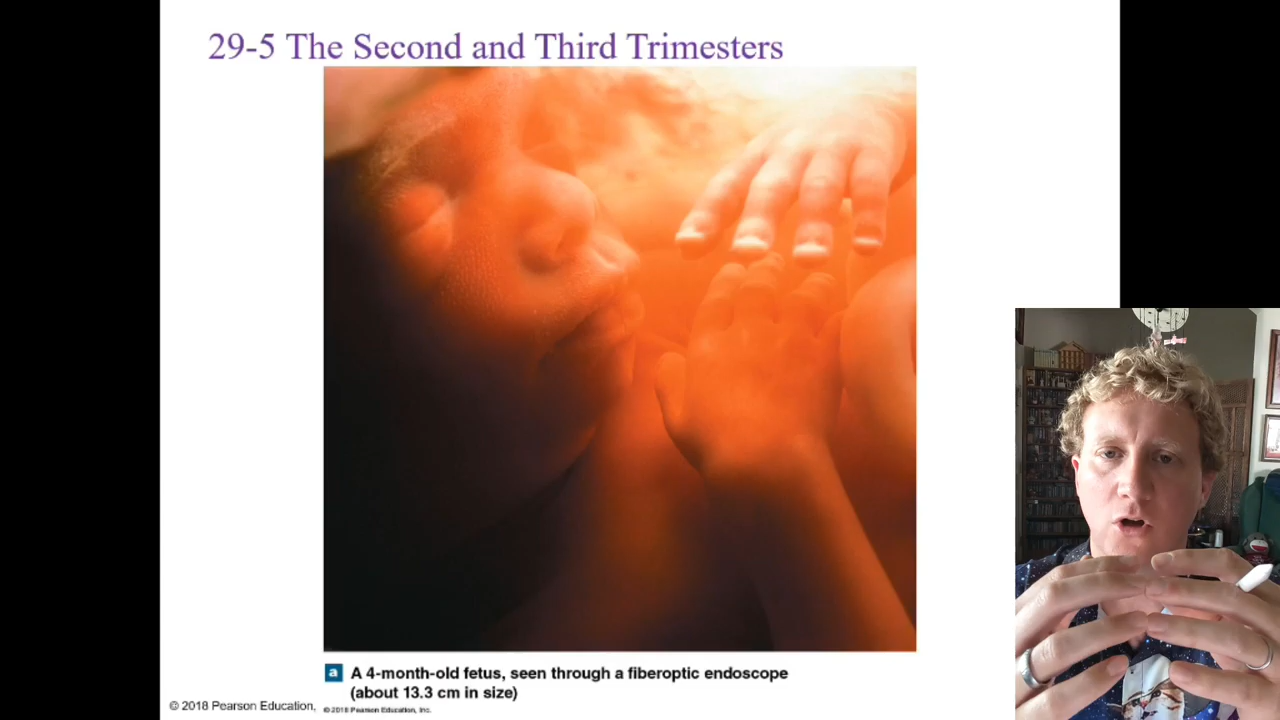 29-5 The Second and Third Trimesters
a A 4-month-old fetus, seen through a fiberoptic endoscope
(about 13.3 cm in size)
© 2018 Pearson Education,
© 2018 Pearson Education, Inc.